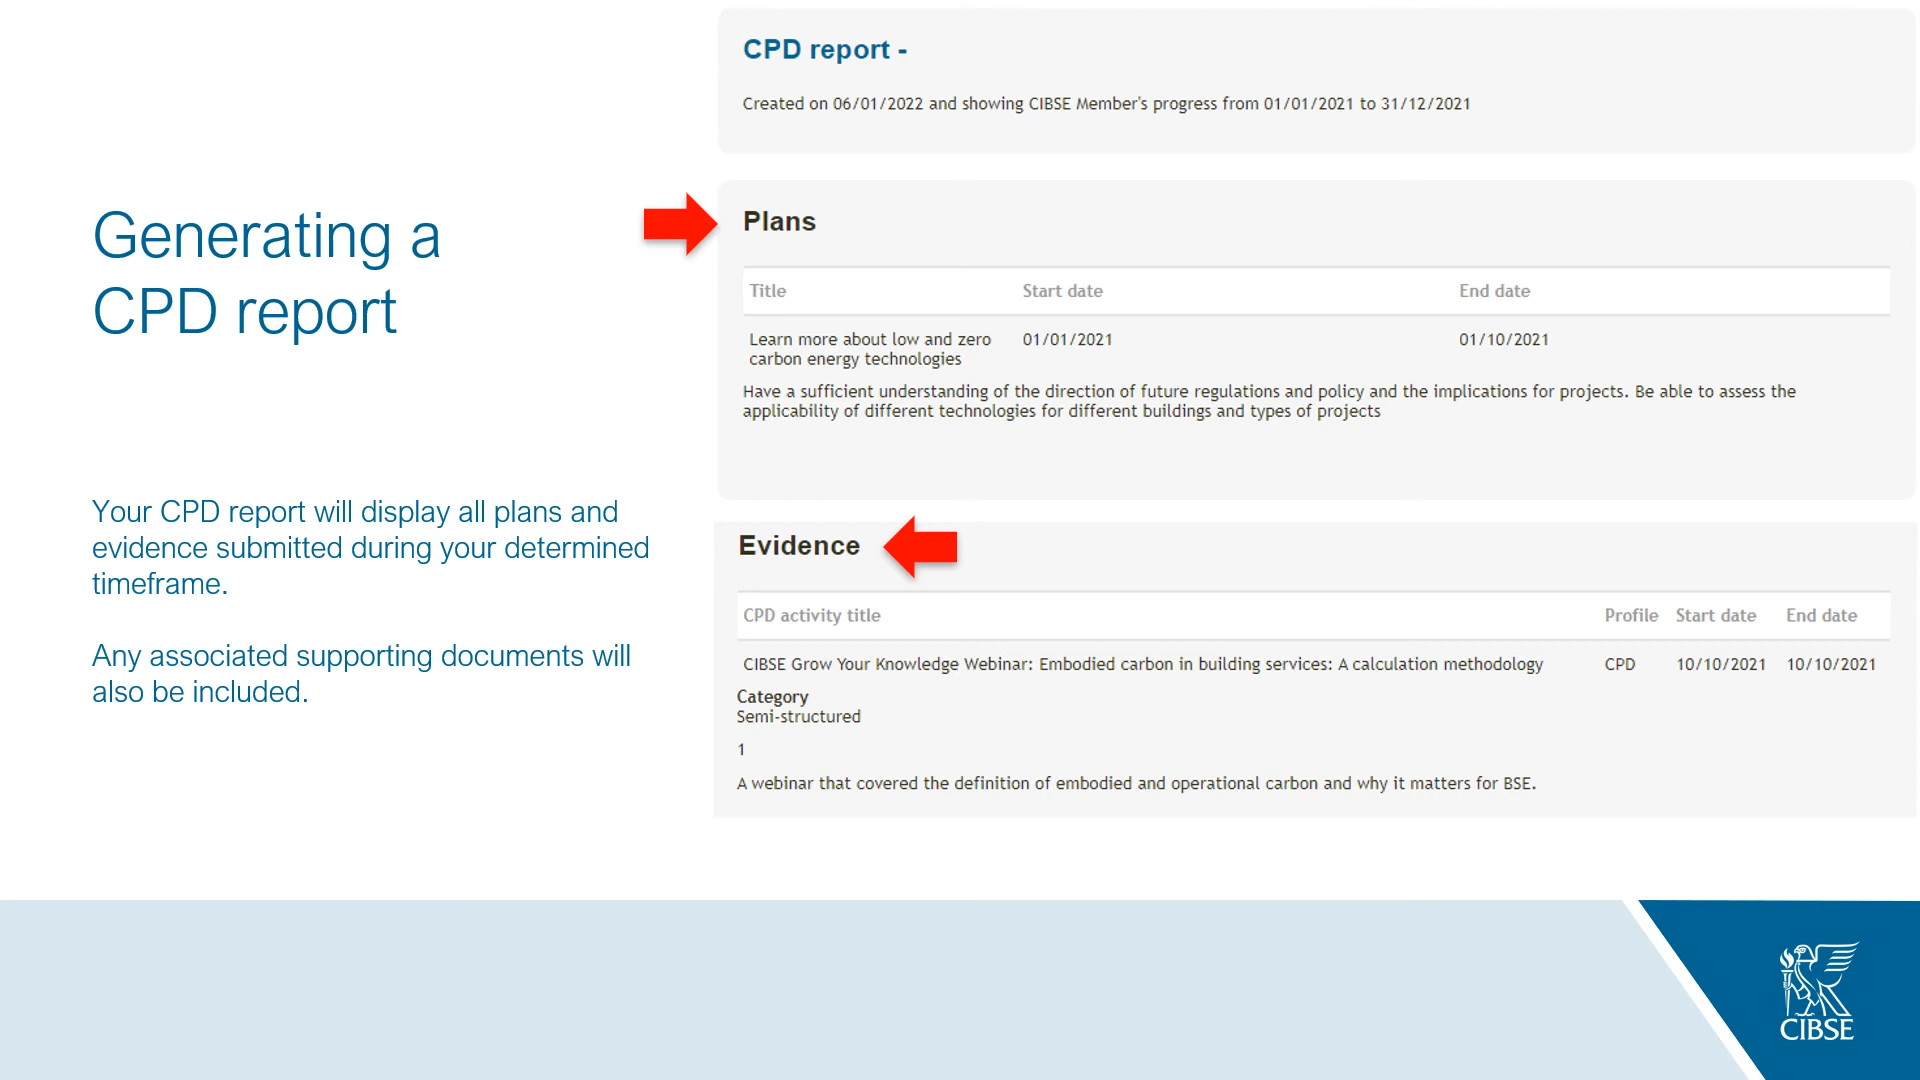 Generating a
CPD report
Your CPD report will display all plans and
evidence submitted during your determined
timeframe.
Any associated supporting documents will
also be included.
CPD report -
Created on 06/01/2022 and showing CIBSE Member's progress from 01/01/2021 to 31/12/2021
Plans
Title Start date End date
Learn more about low and zero 01/01/2021 01/10/2021
carbon energy technologies
Have a sufficient understanding of the direction of future regulations and policy and the implications for projects. Be able to assess the
applicability of different technologies for different buildings and types of projects
Evidence
CPD activity title Profile Start date End date
CIBSE Grow Your Knowledge Webinar: Embodied carbon in building services: A calculation methodology CPD 10/10/2021 10/10/2021
Category
Semi-structured
1
A webinar that covered the definition of embodied and operational carbon and why it matters for BSE.
CIBSE